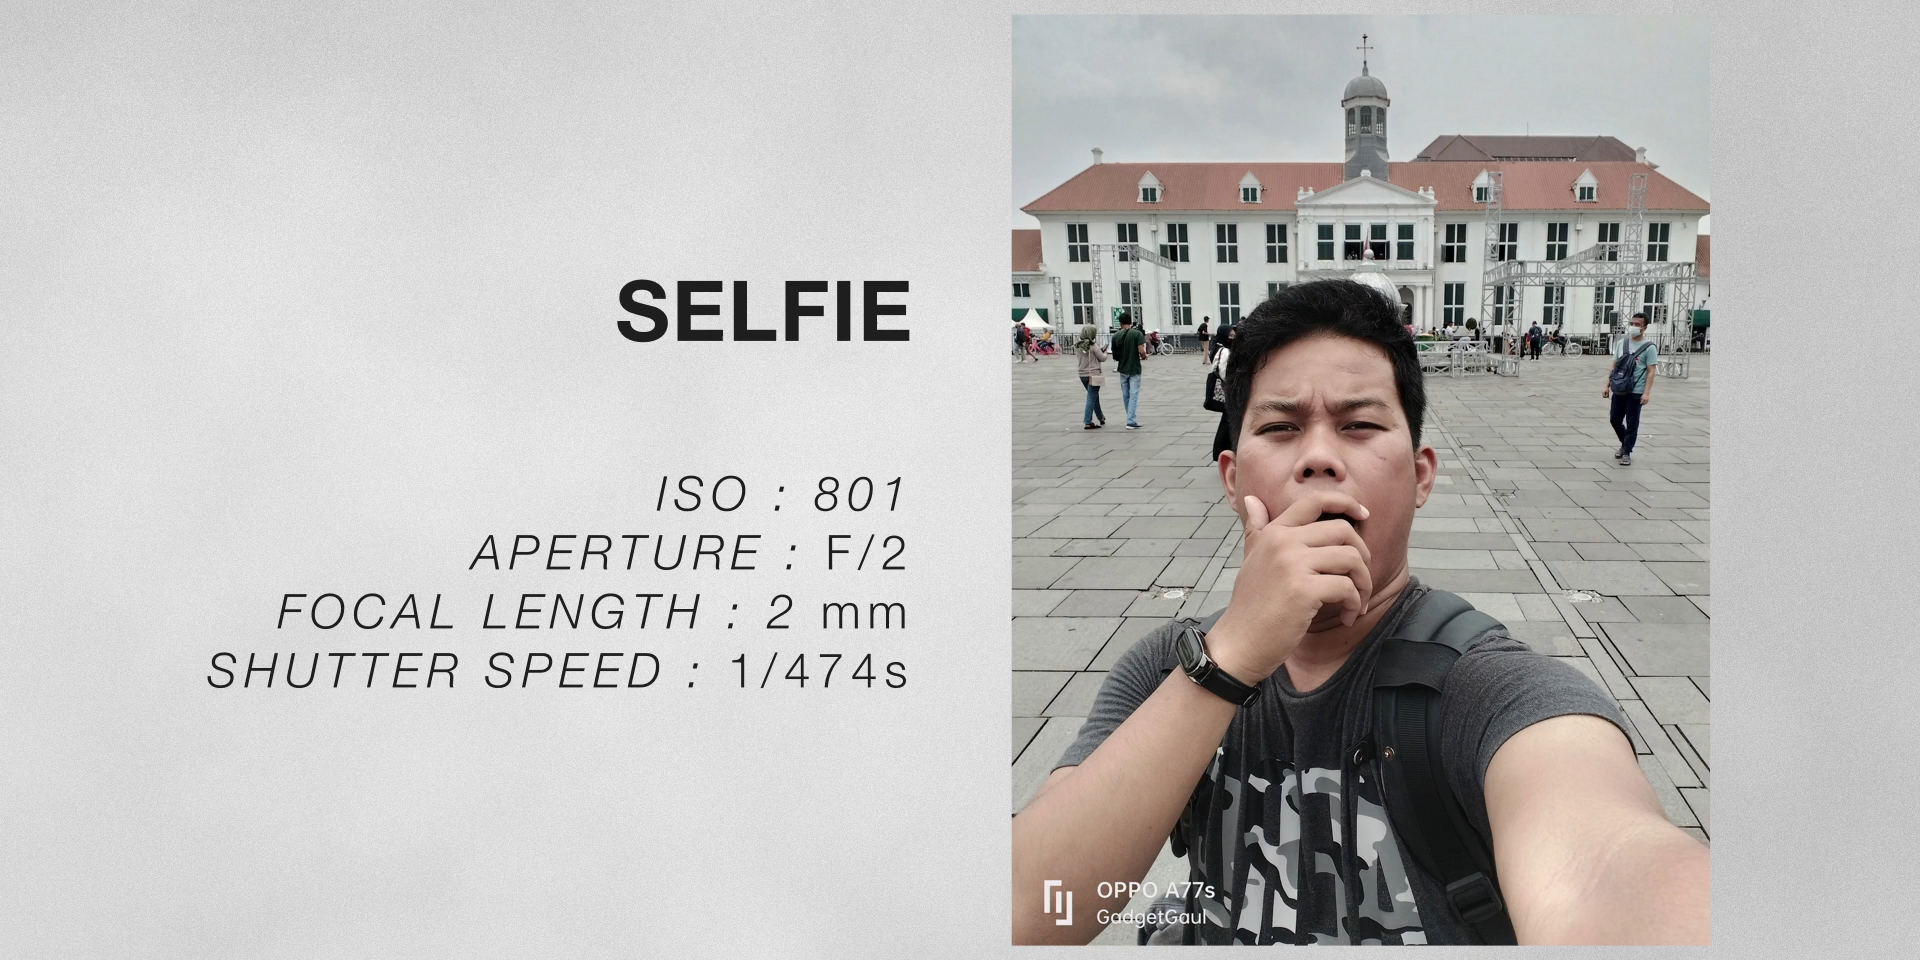 SELFIE
ISO : 801
APERTURE : F/2
FOCAL LENGTH : 2 mm
SHUTTER SPEED : 1/474s
OPPO A77s
GadgetGaul